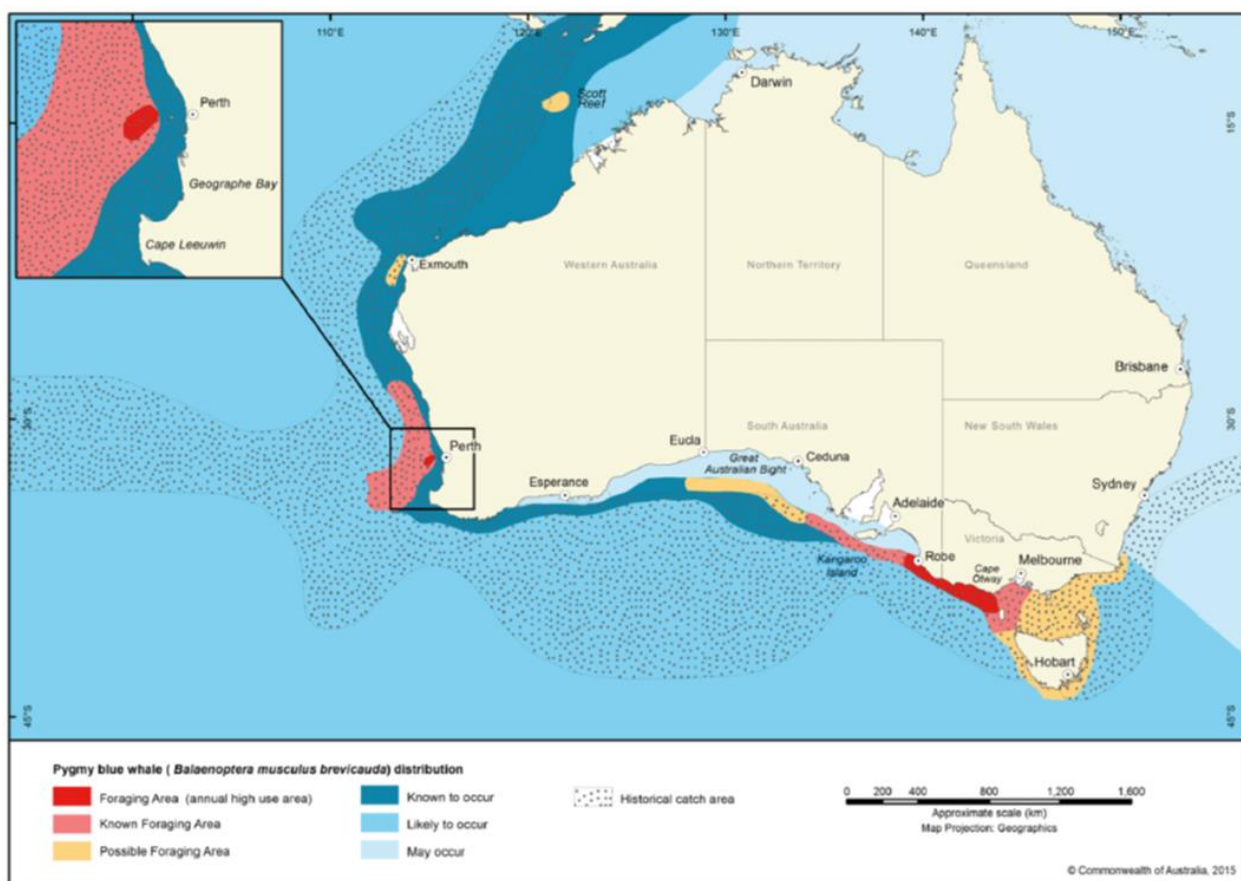 110°E
120°E
130°E
140°E
150°E
15°S
30°S
45°S
15°S
30°S
45°S
Perth
Geographe Bay
Cape Leeuwin
Scott
Reef
Darwin
Exmouth
Western Australia
Northern Territory
Queensland
Brisbane
Perth
Esperance
Eucla
South Australia
Great
Australian Bight
Ceduna
New South Wales
Sydney
Adelaide
Kangaroo
Island
Robe
Victoria
Cape
Otway
Melbourne
Hobart
Pygmy blue whale ( Balaenoptera musculus brevicauda) distribution
Foraging Area (annual high use area)
Known Foraging Area
Possible Foraging Area
Known to occur
Likely to occur
May occur
Historical catch area
0 200 400 800 1,200 1,600
Approximate scale (km)
Map Projection: Geographics
© Commonwealth of Australia, 2015